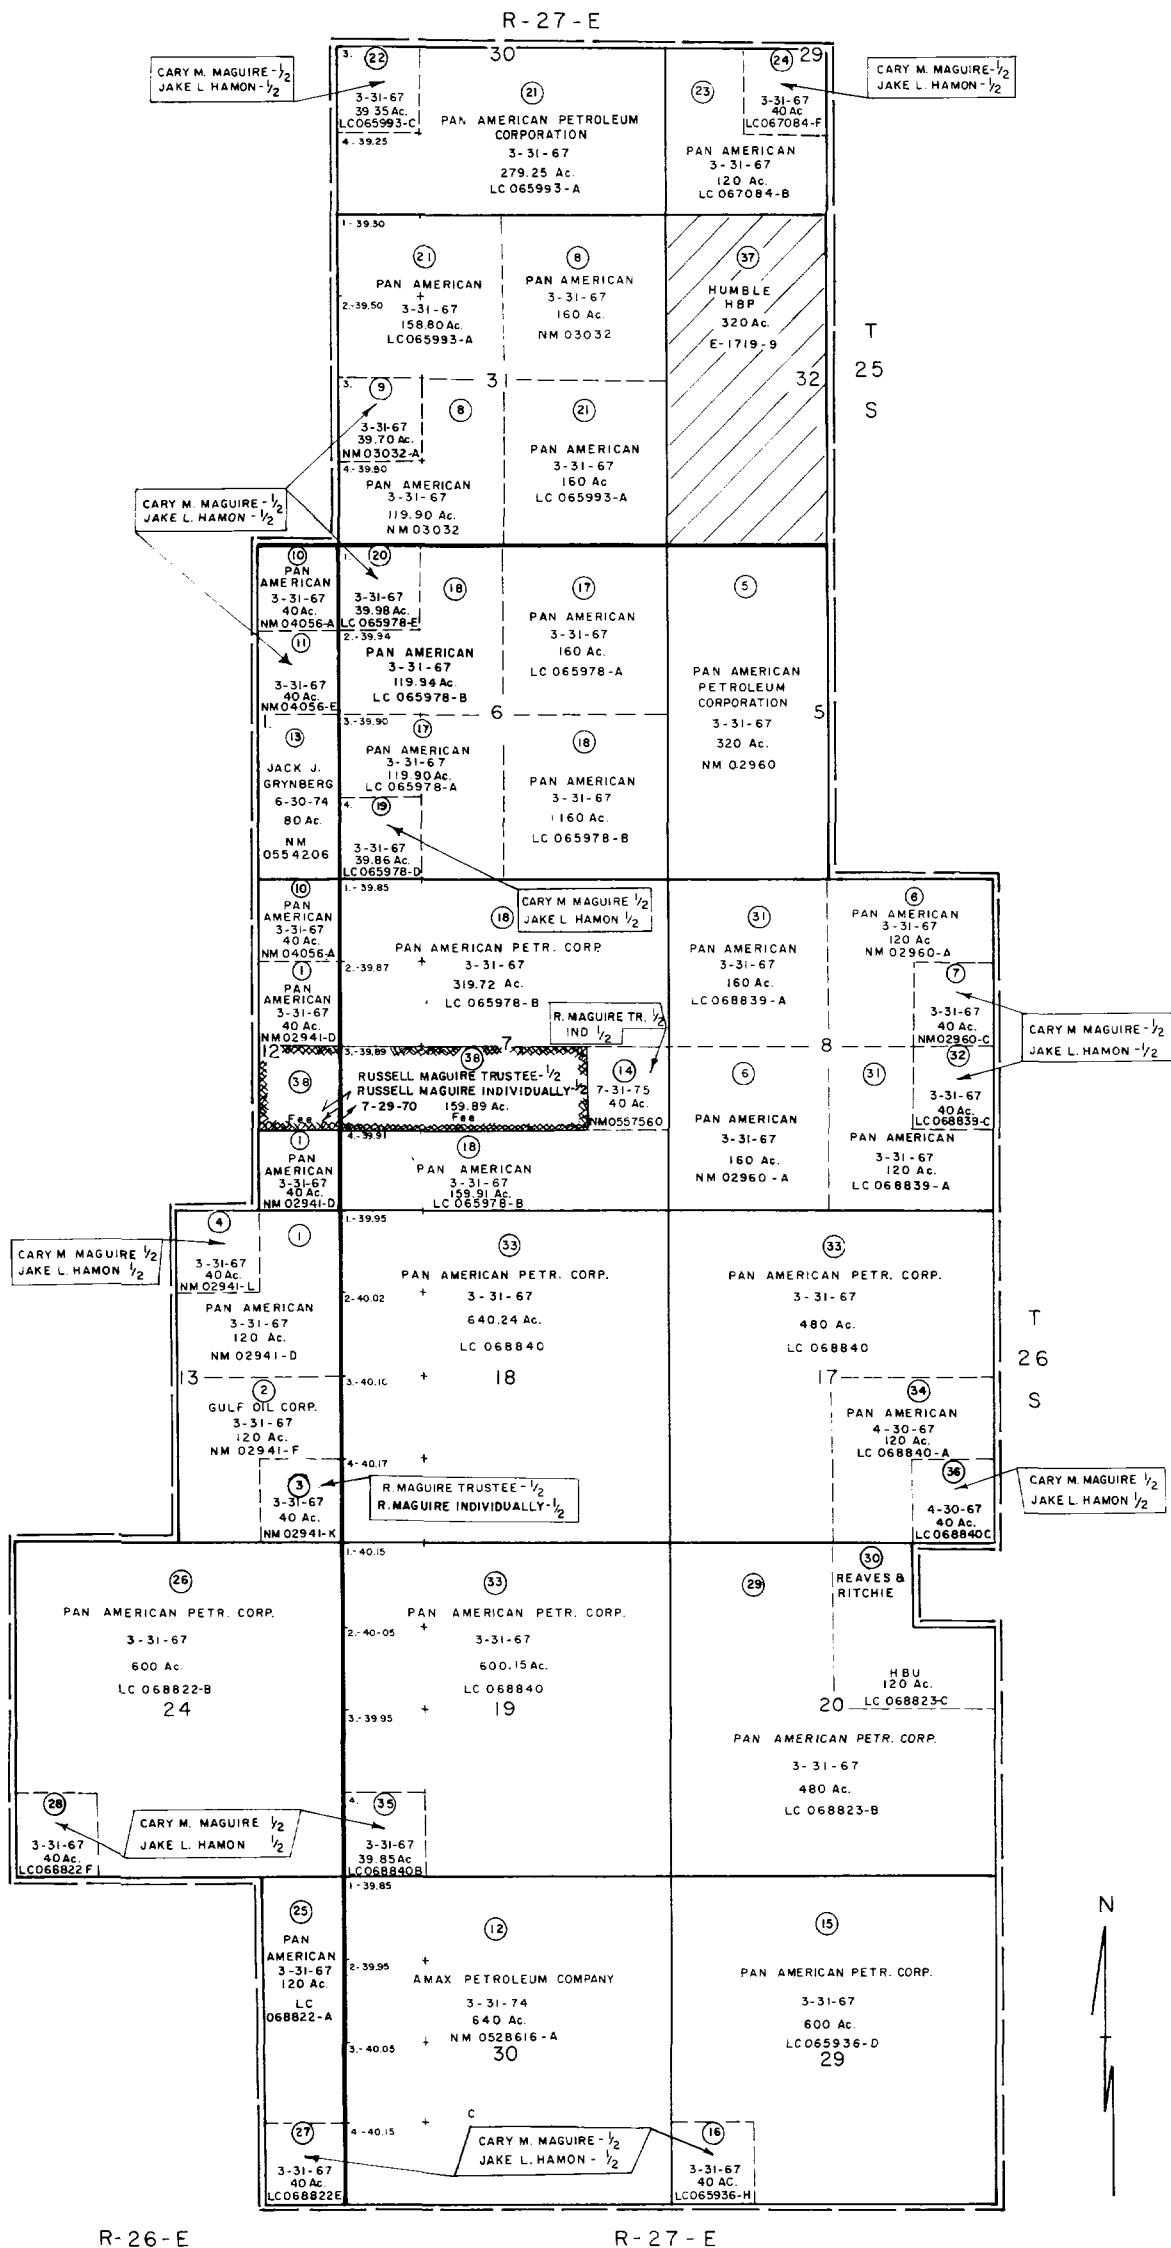 R-27-E
CARY M. MAGUIRE-1/2
JAKE L. HAMON-1/2
3.
22
3-31-67
39.35 Ac.
LC065993-C
4.-39.25
30
21
PAN AMERICAN PETROLEUM
CORPORATION
3-31-67
279.25 Ac.
LC 065993-A
23
24
29
3-31-67
40 Ac
LC067084-F
PAN AMERICAN
3-31-67
120 Ac.
LC 067084-B
CARY M. MAGUIRE-1/2
JAKE L. HAMON-1/2
1.-39.30
21
PAN AMERICAN
2.-39.50
3-31-67
158.80 Ac.
LC065993-A
8
PAN AMERICAN
3-31-67
160 Ac.
NM 03032
37
HUMBLE
HBP
320 Ac.
E-1719-9
32
T
25
S
3.
9
3-31-67
39.70 Ac.
NM03032-A
4.-39.80
3
8
PAN AMERICAN
3-31-67
119.90 Ac.
NM 03032
21
PAN AMERICAN
3-31-67
160 Ac
LC 065993-A
CARY M. MAGUIRE-1/2
JAKE L. HAMON-1/2
10
PAN
AMERICAN
3-31-67
40Ac.
NM 04056-A
1.
20
3-31-67
39.98 Ac.
LC 065978-E
2.-39.94
18
PAN AMERICAN
3-31-67
119.94 Ac.
LC 065978-B
17
PAN AMERICAN
3-31-67
160 Ac.
LC 065978-A
5
PAN AMERICAN
PETROLEUM
CORPORATION
3-31-67
320 Ac.
NM 02960
5
11
3-31-67
40 Ac.
NM04056-E
1.
13
JACK J.
GRYNBERG
6-30-74
80 Ac.
NM
0554206
3.-39.90
6
17
PAN AMERICAN
3-31-67
119.90 Ac.
LC 065978-A
4.
19
3-31-67
39.86 Ac.
LC065978-D
18
PAN AMERICAN
3-31-67
1160 Ac.
LC 065978-B
CARY M MAGUIRE 1/2
JAKE L. HAMON 1/2
10
PAN
AMERICAN
3-31-67
40 Ac.
NM 04056-A
1.-39.85
18
PAN AMERICAN PETR. CORP
2.-39.87
3-31-67
319.72 Ac.
LC 065978-B
31
PAN AMERICAN
3-31-67
160 Ac.
LC068839-A
6
PAN AMERICAN
3-31-67
120 Ac
NM 02960-A
7
3-31-67
40 Ac.
NM02960-C
1
PAN
AMERICAN
3-31-67
40 Ac.
NM 02941-D
R. MAGUIRE TR. 1/2
IND 1/2
CARY M MAGUIRE-1/2
JAKE L. HAMON-1/2
12
3.-39.89
7
38
38
RUSSELL MAGUIRE TRUSTEE-1/2
RUSSELL MAGUIRE INDIVIDUALLY-1/2
7-29-70
159.89 Ac.
Fee
Fee
14
7-31-75
40 Ac.
NM0557560
6
PAN AMERICAN
3-31-67
160 Ac.
NM 02960-A
8
31
PAN AMERICAN
3-31-67
120 Ac.
LC 068839-A
32
3-31-67
40Ac.
LC068839-C
1
PAN
AMERICAN
3-31-67
40 Ac.
NM 02941-D
4.-39.91
18
PAN AMERICAN
3-31-67
159.91 Ac.
LC065978-B
CARY M MAGUIRE 1/2
JAKE L. HAMON 1/2
4
3-31-67
40 Ac.
NM 02941-L
1
PAN AMERICAN
3-31-67
120 Ac.
NM 02941-D
1.-39.95
33
PAN AMERICAN PETR. CORP.
2-40.02
3-31-67
640.24 Ac.
LC 068840
3.-40.10
18
4-40.17
33
PAN AMERICAN PETR. CORP.
3-31-67
480 Ac.
LC 068840
17
T
26
S
13
2
GULF OIL CORP.
3-31-67
120 Ac.
NM 02941-F
3
3-31-67
40 Ac.
NM 02941-K
R. MAGUIRE TRUSTEE-1/2
R. MAGUIRE INDIVIDUALLY-1/2
34
PAN AMERICAN
4-30-67
120 Ac.
LC 068840-A
36
4-30-67
40 Ac.
LC068840C
CARY M. MAGUIRE 1/2
JAKE L. HAMON 1/2
26
PAN AMERICAN PETR. CORP.
3-31-67
600 Ac.
LC 068822-B
24
1.-40.15
33
PAN AMERICAN PETR. CORP.
2.-40-05
3-31-67
600.15 Ac.
LC 068840
3.-39.95
19
29
30
REAVES &
RITCHIE
HBU
120 Ac.
LC 068823-C
20
PAN AMERICAN PETR. CORP.
3-31-67
480 Ac.
LC 068823-B
28
3-31-67
40Ac.
LC068822F
CARY M. MAGUIRE 1/2
JAKE L. HAMON 1/2
4.
35
3-31-67
39.85 Ac
LC068840B
25
PAN
AMERICAN
3-31-67
120 Ac.
LC
068822-A
1-39.85
12
2-39.95
AMAX PETROLEUM COMPANY
3-31-74
640 Ac.
NM 0528616-A
30
3.-40.05
4-40.15
15
PAN AMERICAN PETR. CORP.
3-31-67
600 Ac.
LC065936-D
29
N
27
3-31-67
40 Ac.
LC068822E
C
CARY M. MAGUIRE-1/2
JAKE L. HAMON-1/2
16
3-31-67
40 AC.
LC065936-H
R-26-E
R-27-E